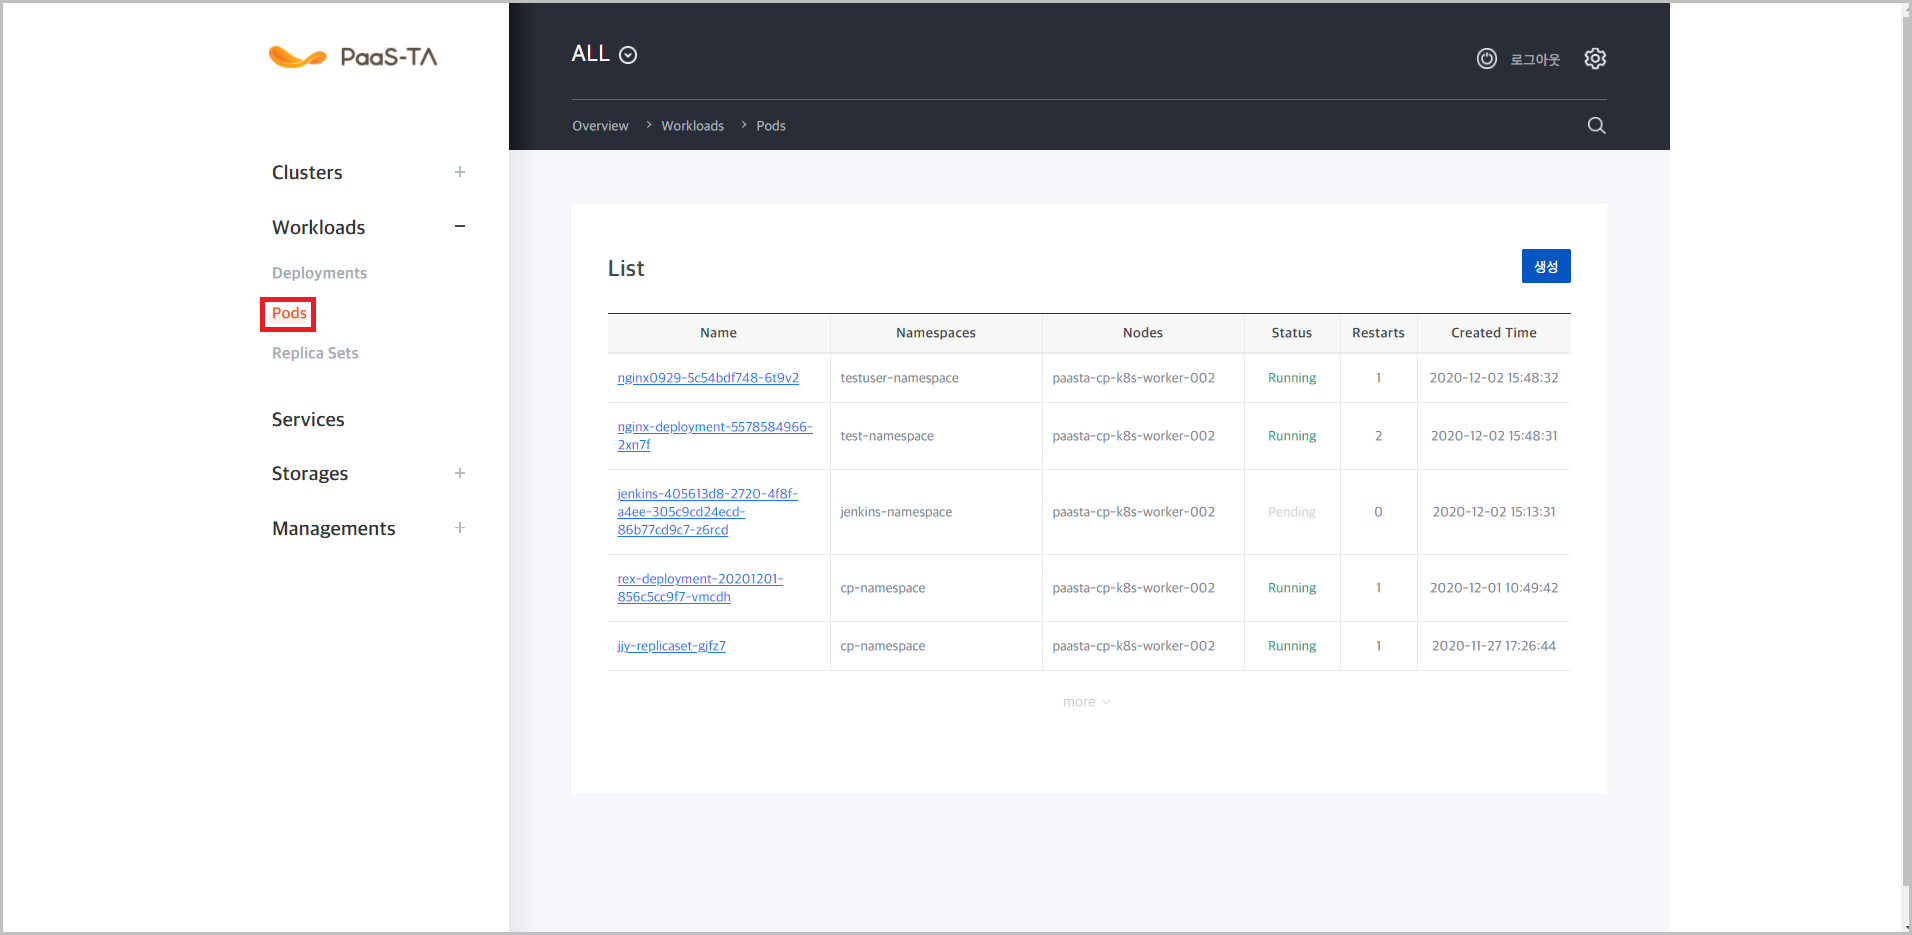 PaaS-TA
ALL
로그아웃
Overview > Workloads > Pods
Clusters +
Workloads −
Deployments
Pods
Replica Sets
Services
Storages +
Managements +
List
생성
Name Namespaces Nodes Status Restarts Created Time
nginx0929-5c54bdf748-6t9v2 testuser-namespace paasta-cp-k8s-worker-002 Running 1 2020-12-02 15:48:32
nginx-deployment-5578584966-
2xn7f test-namespace paasta-cp-k8s-worker-002 Running 2 2020-12-02 15:48:31
jenkins-405613d8-2720-4f8f-
a4ee-305c9cd24ecd- jenkins-namespace paasta-cp-k8s-worker-002 Pending 0 2020-12-02 15:13:31
86b77cd9c7-z6rcd
rex-deployment-20201201-
856c5cc9f7-vmcdh cp-namespace paasta-cp-k8s-worker-002 Running 1 2020-12-01 10:49:42
jjy-replicaset-gjfz7 cp-namespace paasta-cp-k8s-worker-002 Running 1 2020-11-27 17:26:44
more